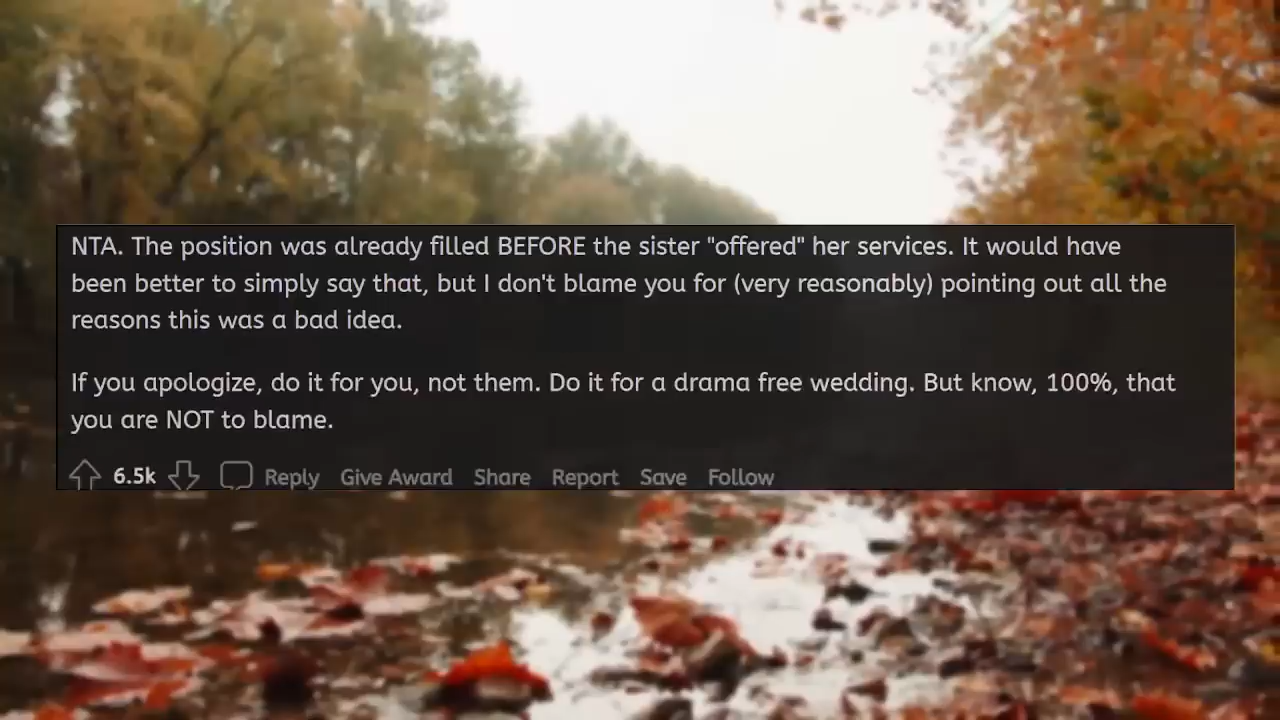 NTA. The position was already filled BEFORE the sister "offered" her services. It would have
been better to simply say that, but I don't blame you for (very reasonably) pointing out all the
reasons this was a bad idea.
If you apologize, do it for you, not them. Do it for a drama free wedding. But know, 100%, that
you are NOT to blame.
6.5k Reply Give Award Share Report Save Follow